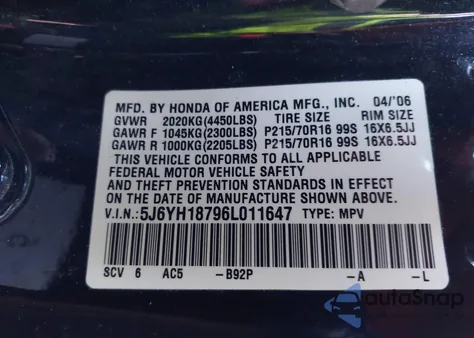 MFD. BY HONDA OF AMERICA MFG., INC. 04/'06
GVWR 2020KG(4450LBS) TIRE SIZE RIM SIZE
GAWR F 1045KG(2300LBS) P215/70R16 99S 16X6.5JJ
GAWR R 1000KG(2205LBS) P215/70R16 99S 16X6.5JJ
THIS VEHICLE CONFORMS TO ALL APPLICABLE
FEDERAL MOTOR VEHICLE SAFETY AND
THEFT PREVENTION STANDARDS IN EFFECT
ON THE DATE OF MANUFACTURE SHOWN ABOVE.
V.I.N.: 5J6YH18796L011647 TYPE: MPV
SCV 6 AC5 -B92P -A -L
autoSnap